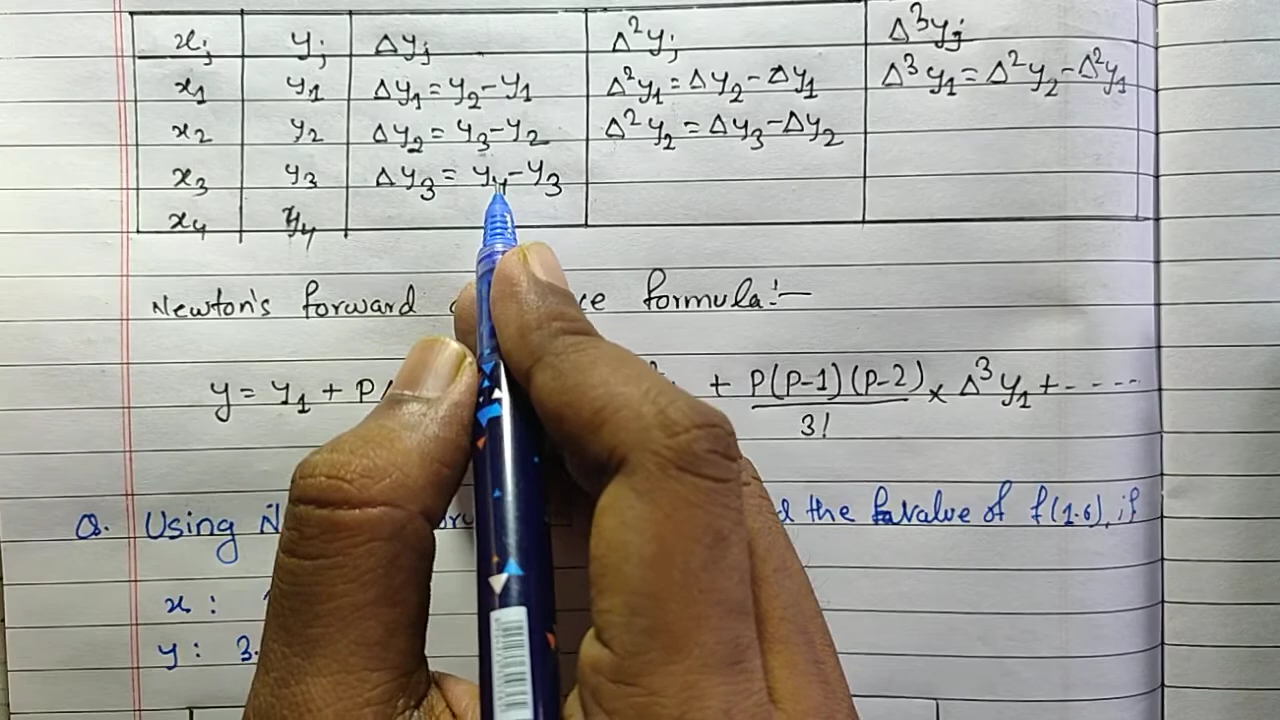 xj yj Δyj Δ²yj Δ³yj
x1 y1 Δy1 = y2 - y1 Δ²y1 = Δy2 - Δy1 Δ³y1 = Δ²y2 - Δ²y1
x2 y2 Δy2 = y3 - y2 Δ²y2 = Δy3 - Δy2
x3 y3 Δy3 = y4 - y3
x4 y4
Newton's forward formula:-
y = y1 + P + P(P-1)(P-2)/3! × Δ³y1 + ----
Q. Using the value of f(1.6), if
x :
y : 3.